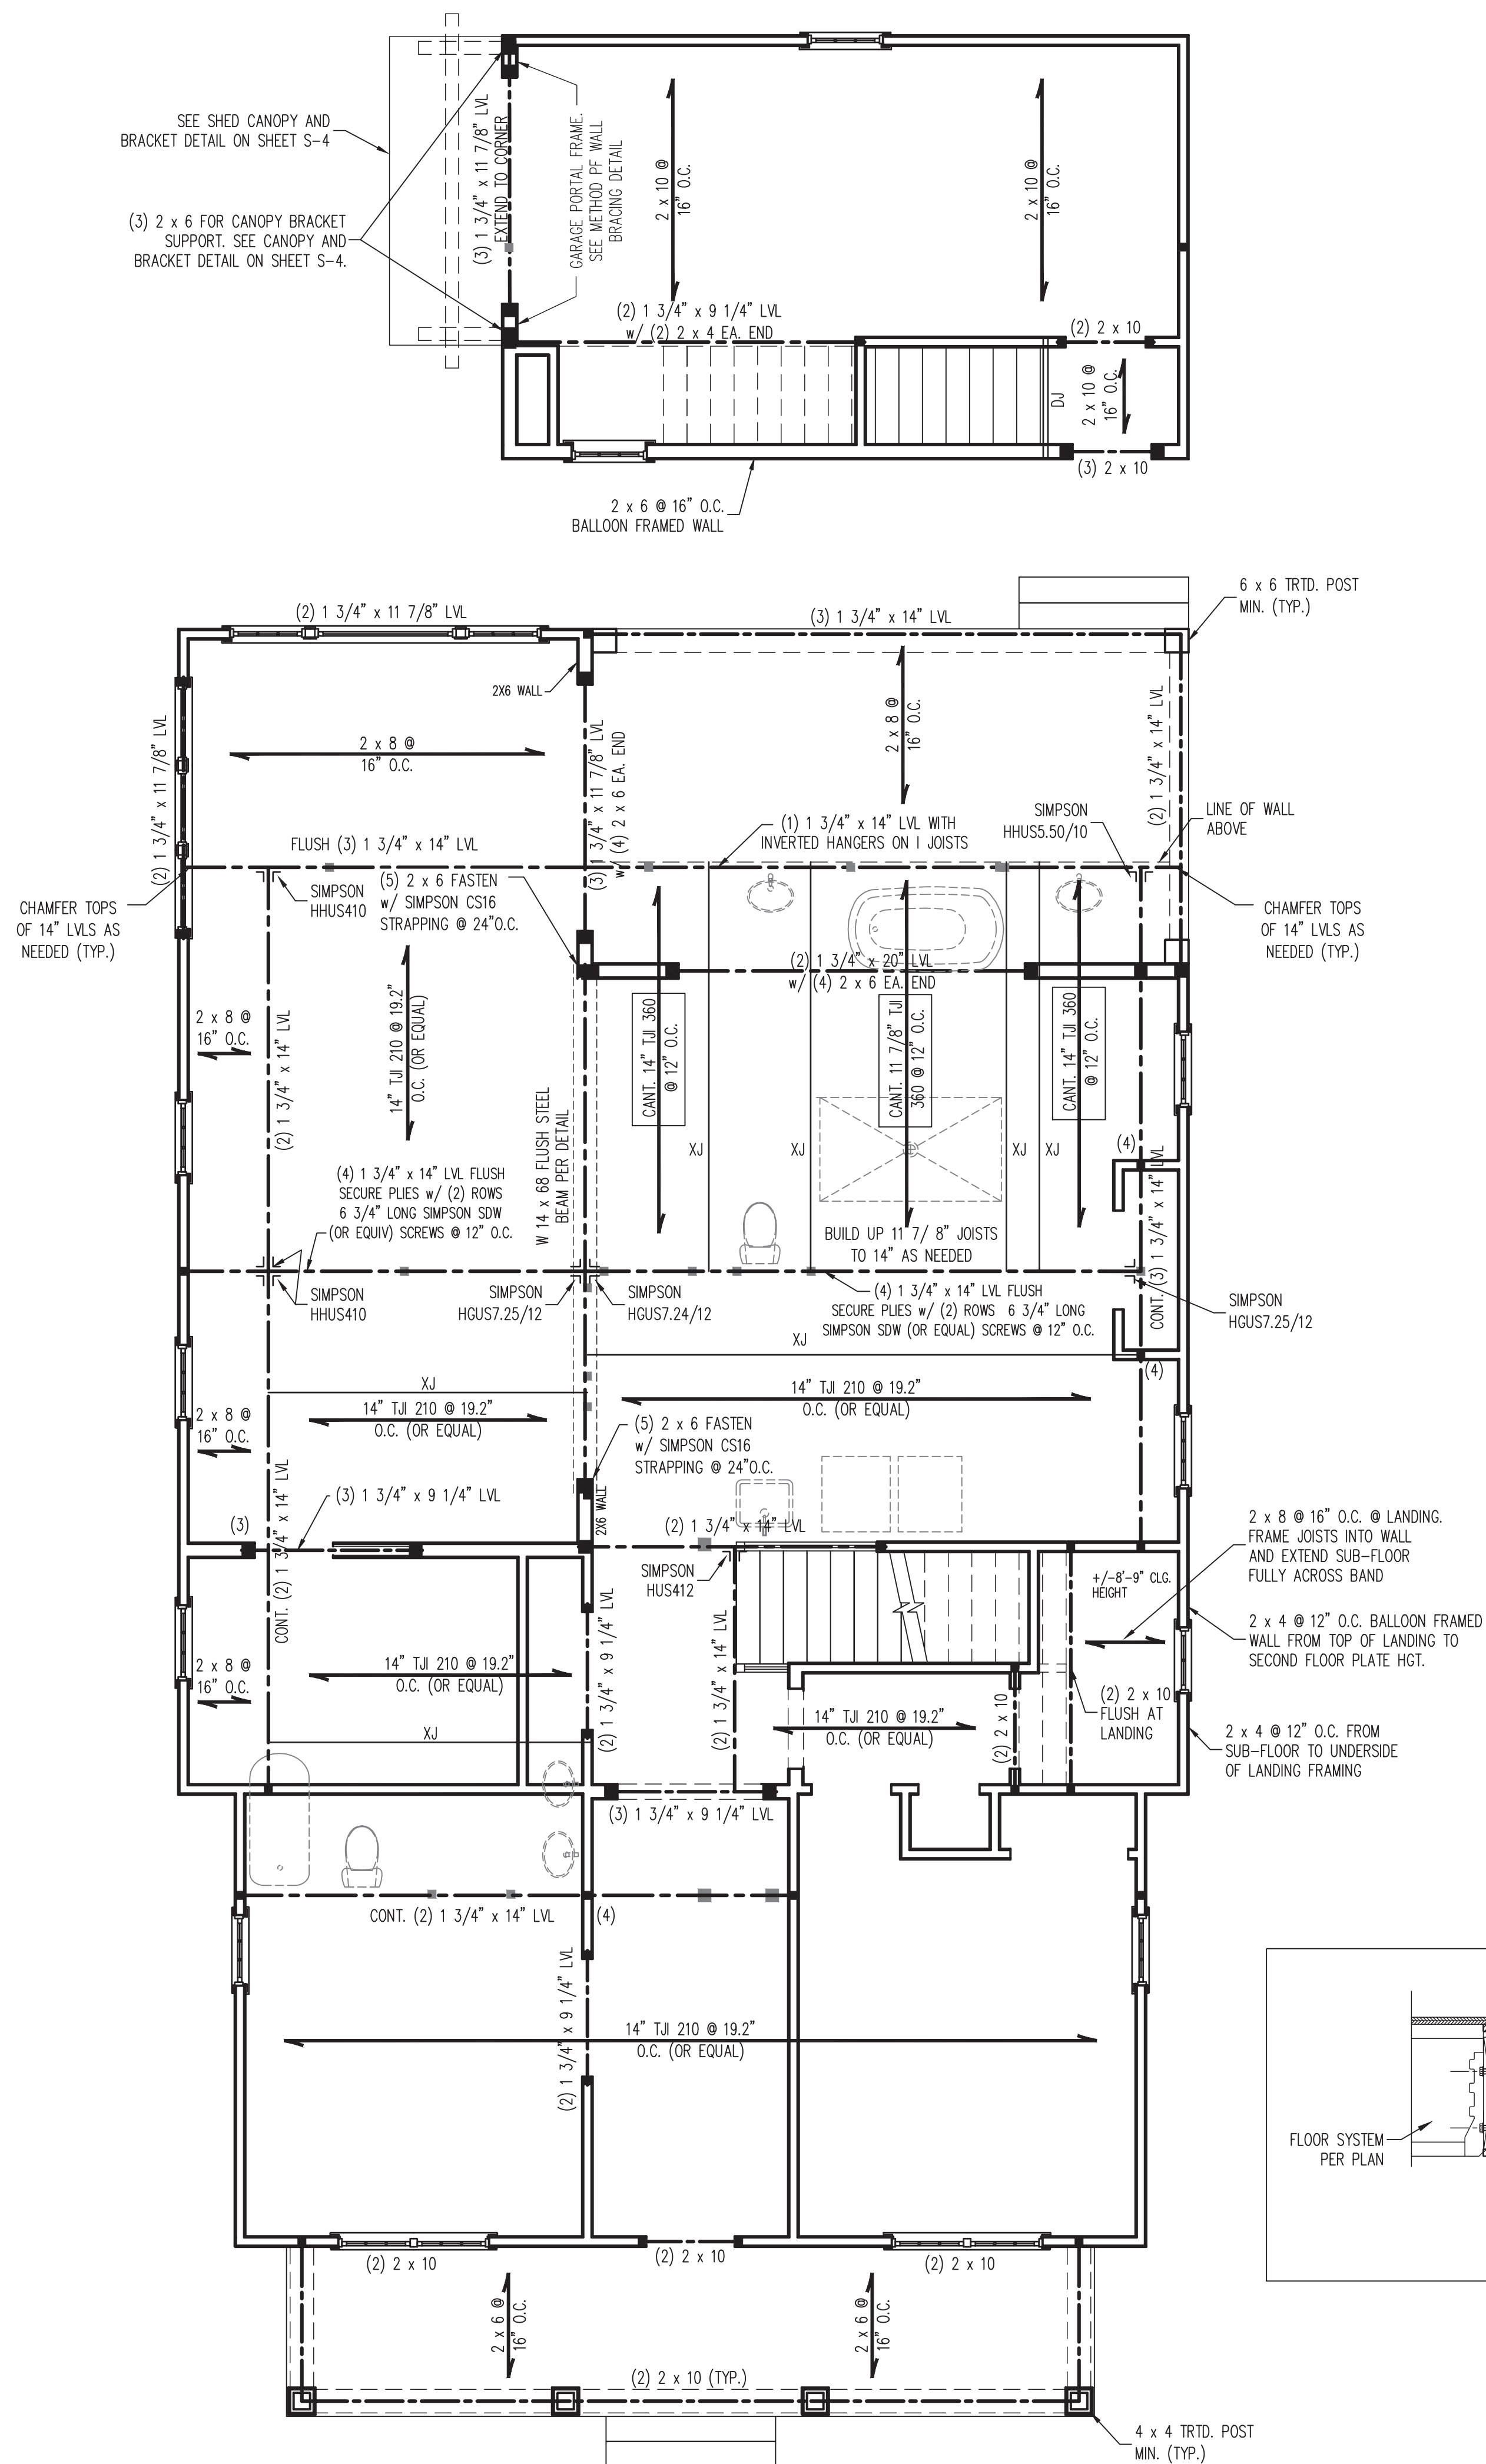 SEE SHED CANOPY AND
BRACKET DETAIL ON SHEET S-4
(3) 2 x 6 FOR CANOPY BRACKET
SUPPORT. SEE CANOPY AND
BRACKET DETAIL ON SHEET S-4.
(3) 1 3/4" x 11 7/8" LVL
EXTEND TO CORNER
GARAGE PORTAL FRAME.
SEE METHOD PF WALL
BRACING DETAIL
2 x 10 @
16" O.C.
2 x 10 @
16" O.C.
(2) 1 3/4" x 9 1/4" LVL
w/ (2) 2 x 4 EA. END
(2) 2 x 10
DJ
2 x 10 @
16" O.C.
(3) 2 x 10
2 x 6 @ 16" O.C.
BALLOON FRAMED WALL
6 x 6 TRTD. POST
MIN. (TYP.)
(2) 1 3/4" x 11 7/8" LVL
(3) 1 3/4" x 14" LVL
2X6 WALL
(2) 1 3/4" x 11 7/8" LVL
2 x 8 @
16" O.C.
(3) 1 3/4" x 11 7/8" LVL
w/ (4) 2 x 6 EA. END
2 x 8 @
16" O.C.
(2) 1 3/4" x 14" LVL
SIMPSON
HHUS5.50/10
LINE OF WALL
ABOVE
FLUSH (3) 1 3/4" x 14" LVL
(1) 1 3/4" x 14" LVL WITH
INVERTED HANGERS ON I JOISTS
SIMPSON
HHUS410
(5) 2 x 6 FASTEN
w/ SIMPSON CS16
STRAPPING @ 24"O.C.
CHAMFER TOPS
OF 14" LVLS AS
NEEDED (TYP.)
CHAMFER TOPS
OF 14" LVLS AS
NEEDED (TYP.)
(2) 1 3/4" x 20" LVL
w/ (4) 2 x 6 EA. END
2 x 8 @
16" O.C.
(2) 1 3/4" x 14" LVL
14" TJI 210 @ 19.2"
O.C. (OR EQUAL)
CANT. 14" TJI 360
@ 12" O.C.
CANT. 11 7/8" TJI
360 @ 12" O.C.
CANT. 14" TJI 360
@ 12" O.C.
W 14 x 68 FLUSH STEEL
BEAM PER DETAIL
XJ
XJ
XJ
XJ
(4)
(4) 1 3/4" x 14" LVL FLUSH
SECURE PLIES w/ (2) ROWS
6 3/4" LONG SIMPSON SDW
(OR EQUIV) SCREWS @ 12" O.C.
BUILD UP 11 7/ 8" JOISTS
TO 14" AS NEEDED
CONT. (3) 1 3/4" x 14" LVL
SIMPSON
HHUS410
SIMPSON
HGUS7.25/12
SIMPSON
HGUS7.24/12
(4) 1 3/4" x 14" LVL FLUSH
SECURE PLIES w/ (2) ROWS 6 3/4" LONG
SIMPSON SDW (OR EQUAL) SCREWS @ 12" O.C.
SIMPSON
HGUS7.25/12
XJ
(4)
XJ
14" TJI 210 @ 19.2"
O.C. (OR EQUAL)
14" TJI 210 @ 19.2"
O.C. (OR EQUAL)
2 x 8 @
16" O.C.
(5) 2 x 6 FASTEN
w/ SIMPSON CS16
STRAPPING @ 24"O.C.
(3) 1 3/4" x 9 1/4" LVL
(3)
CONT. (2) 1 3/4" x 14" LVL
2X6 WALL
(2) 1 3/4" x 14" LVL
2 x 8 @ 16" O.C. @ LANDING.
FRAME JOISTS INTO WALL
AND EXTEND SUB-FLOOR
FULLY ACROSS BAND
SIMPSON
HUS412
+/-8'-9" CLG.
HEIGHT
2 x 4 @ 12" O.C. BALLOON FRAMED
WALL FROM TOP OF LANDING TO
SECOND FLOOR PLATE HGT.
2 x 8 @
16" O.C.
14" TJI 210 @ 19.2"
O.C. (OR EQUAL)
(2) 1 3/4" x 9 1/4" LVL
(2) 1 3/4" x 14" LVL
14" TJI 210 @ 19.2"
O.C. (OR EQUAL)
(2) 2 x 10
(2) 2 x 10
FLUSH AT
LANDING
2 x 4 @ 12" O.C. FROM
SUB-FLOOR TO UNDERSIDE
OF LANDING FRAMING
XJ
(3) 1 3/4" x 9 1/4" LVL
CONT. (2) 1 3/4" x 14" LVL
(4)
(2) 1 3/4" x 9 1/4" LVL
14" TJI 210 @ 19.2"
O.C. (OR EQUAL)
FLOOR SYSTEM
PER PLAN
(2) 2 x 10
(2) 2 x 10
(2) 2 x 10
2 x 6 @
16" O.C.
2 x 6 @
16" O.C.
(2) 2 x 10 (TYP.)
4 x 4 TRTD. POST
MIN. (TYP.)